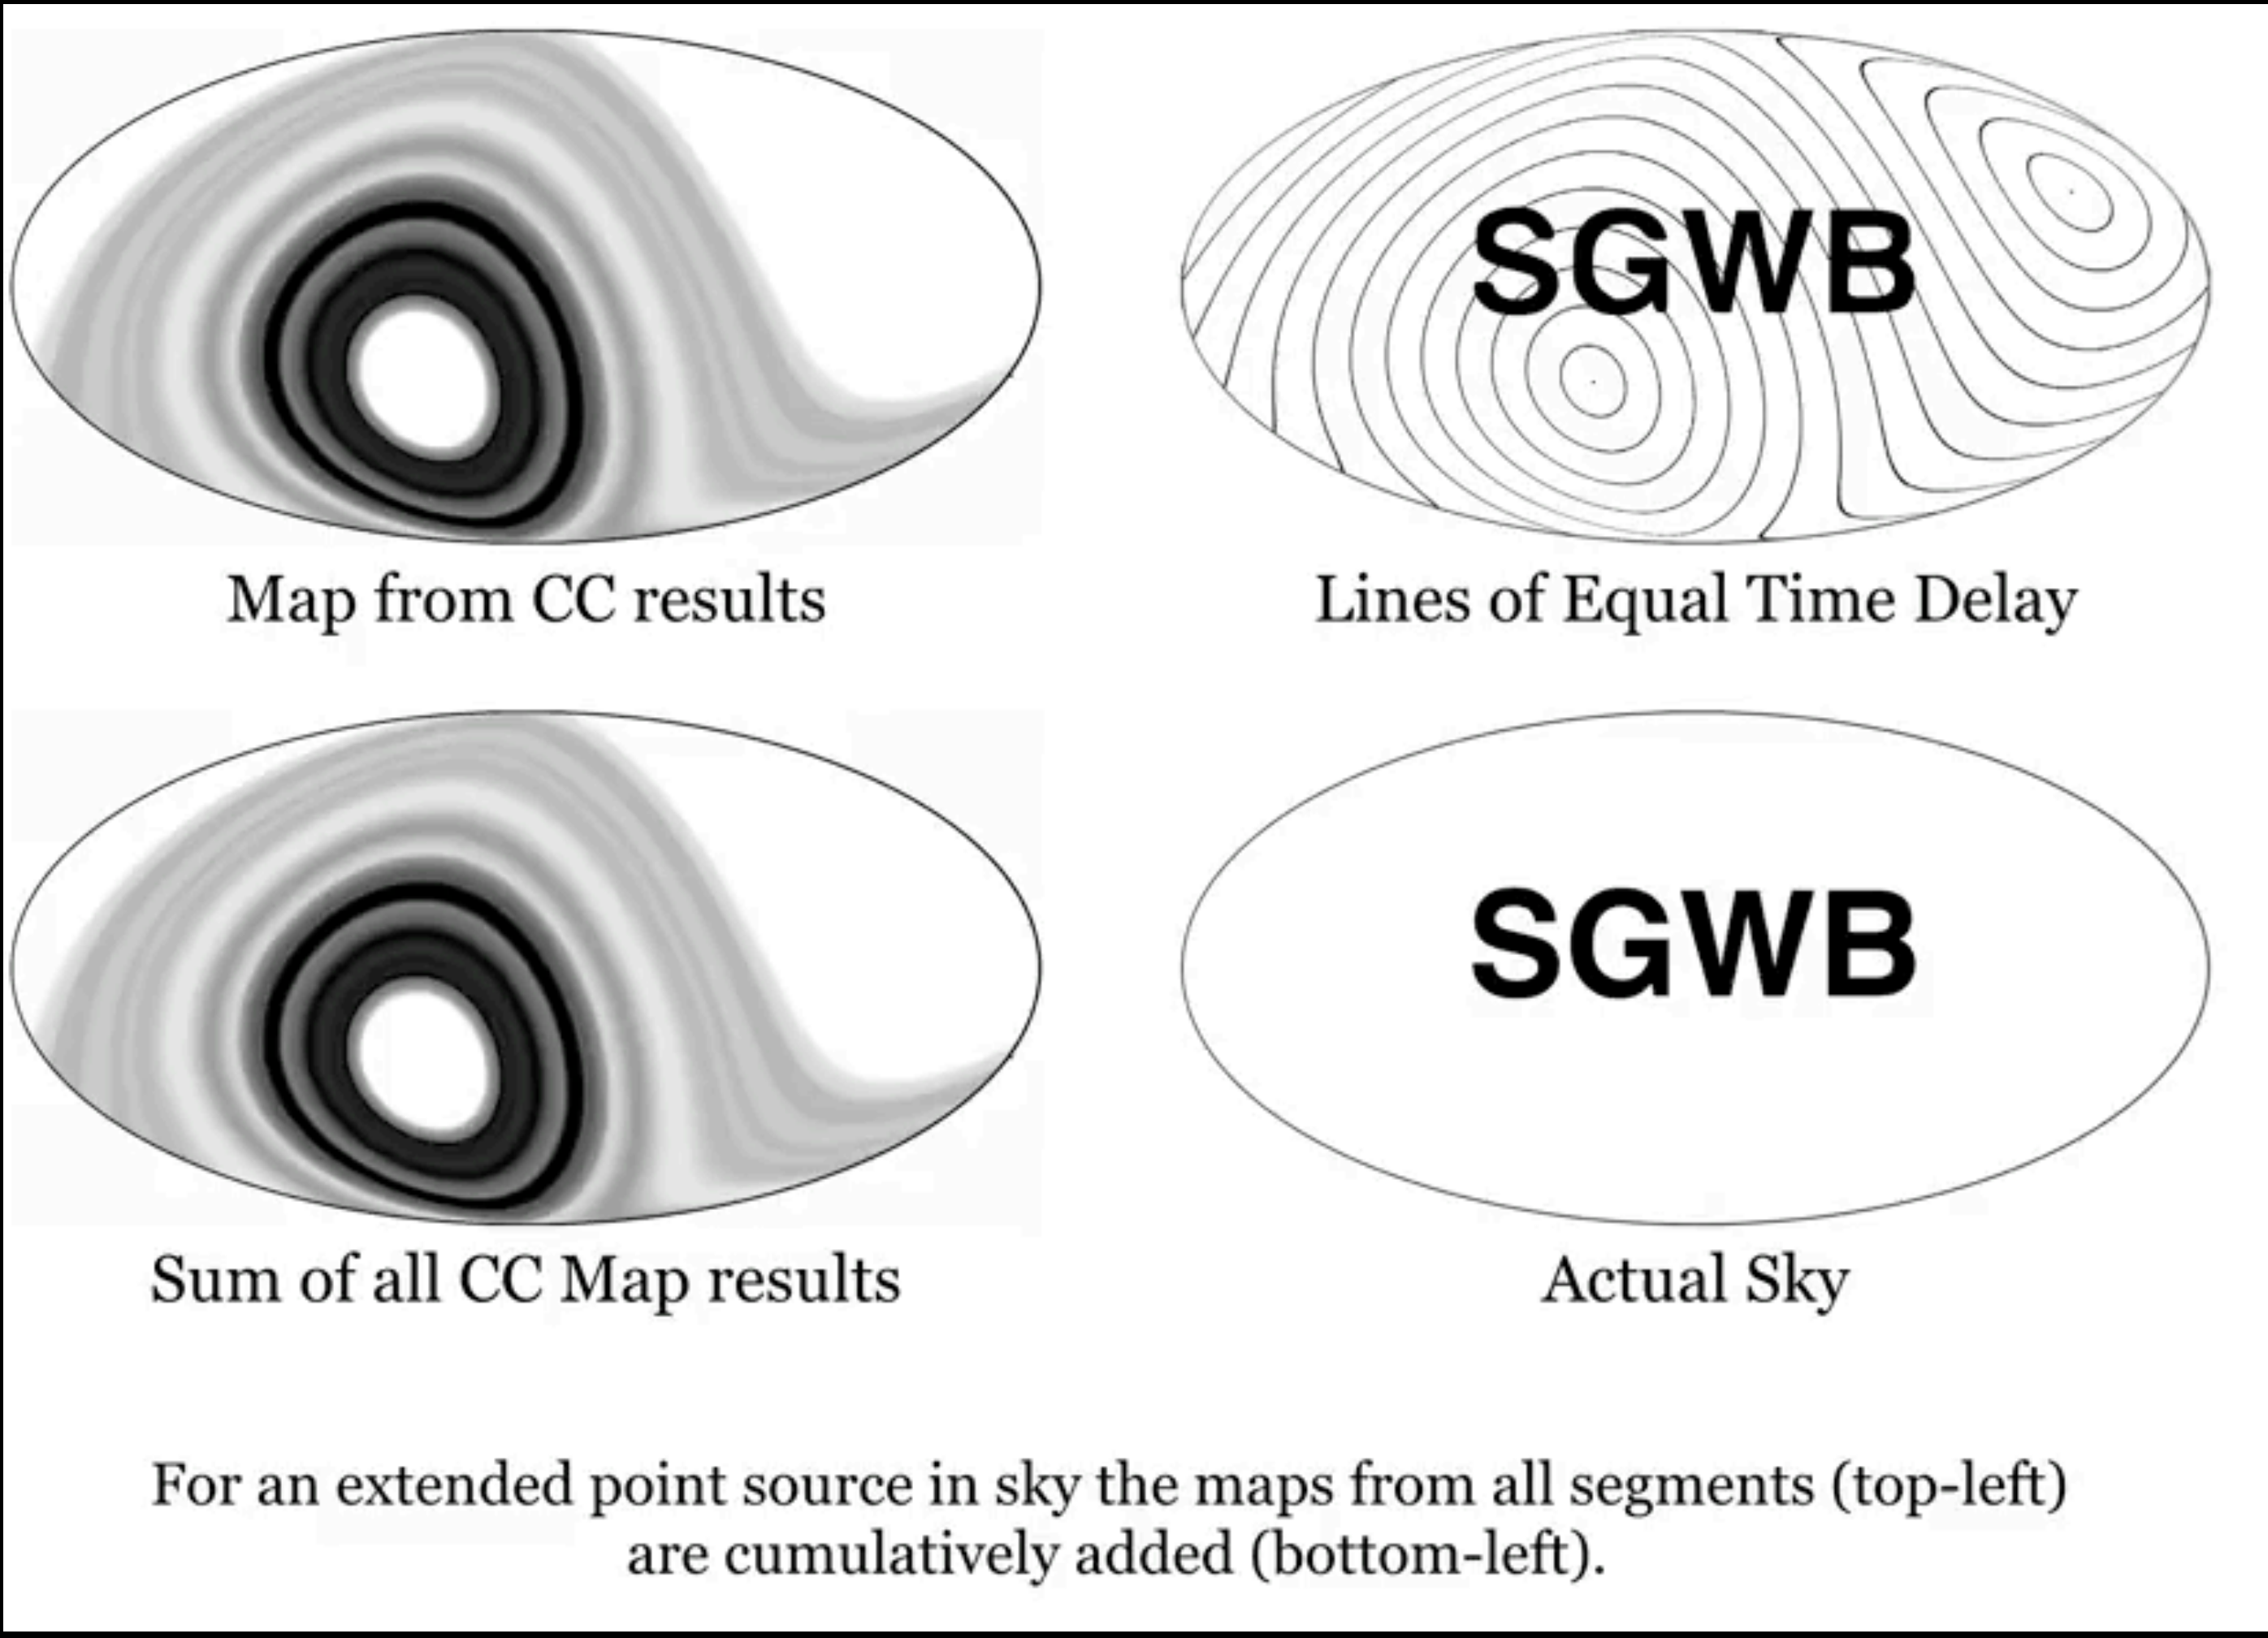 SGWB
Map from CC results
Lines of Equal Time Delay
SGWB
Sum of all CC Map results
Actual Sky
For an extended point source in sky the maps from all segments (top-left)
are cumulatively added (bottom-left).